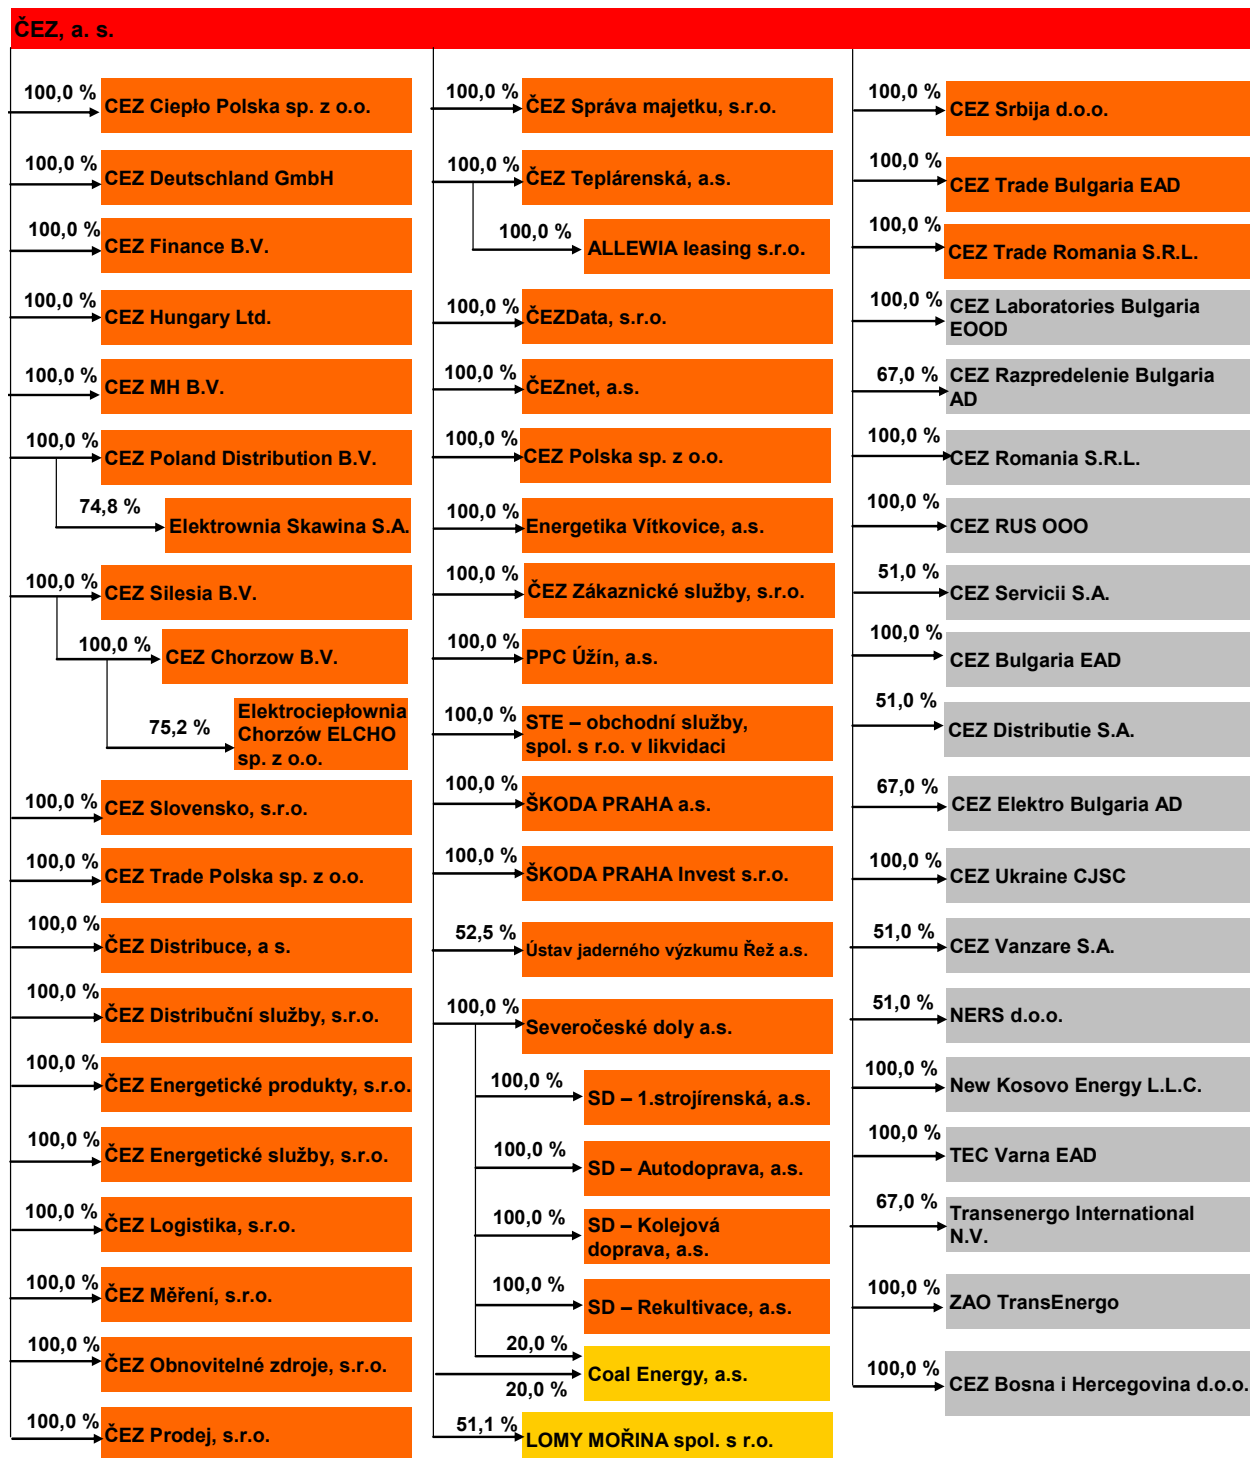 ČEZ, a. s.
100,0 %
CEZ Ciepło Polska sp. z o.o.
100,0 %
CEZ Deutschland GmbH
100,0 %
CEZ Finance B.V.
100,0 %
CEZ Hungary Ltd.
100,0 %
CEZ MH B.V.
100,0 %
CEZ Poland Distribution B.V.
74,8 %
Elektrownia Skawina S.A.
100,0 %
CEZ Silesia B.V.
100,0 %
CEZ Chorzow B.V.
75,2 %
Elektrociepłownia
Chorzów ELCHO
sp. z o.o.
100,0 %
CEZ Slovensko, s.r.o.
100,0 %
CEZ Trade Polska sp. z o.o.
100,0 %
ČEZ Distribuce, a s.
100,0 %
ČEZ Distribuční služby, s.r.o.
100,0 %
ČEZ Energetické produkty, s.r.o.
100,0 %
ČEZ Energetické služby, s.r.o.
100,0 %
ČEZ Logistika, s.r.o.
100,0 %
ČEZ Měření, s.r.o.
100,0 %
ČEZ Obnovitelné zdroje, s.r.o.
100,0 %
ČEZ Prodej, s.r.o.
100,0 %
ČEZ Správa majetku, s.r.o.
100,0 %
ČEZ Teplárenská, a.s.
100,0 %
ALLEWIA leasing s.r.o.
100,0 %
ČEZData, s.r.o.
100,0 %
ČEZnet, a.s.
100,0 %
CEZ Polska sp. z o.o.
100,0 %
Energetika Vítkovice, a.s.
100,0 %
ČEZ Zákaznické služby, s.r.o.
100,0 %
PPC Úžín, a.s.
100,0 %
STE – obchodní služby,
spol. s r.o. v likvidaci
100,0 %
ŠKODA PRAHA a.s.
100,0 %
ŠKODA PRAHA Invest s.r.o.
52,5 %
Ústav jaderného výzkumu Řež a.s.
100,0 %
Severočeské doly a.s.
100,0 %
SD – 1.strojírenská, a.s.
100,0 %
SD – Autodoprava, a.s.
100,0 %
SD – Kolejová
doprava, a.s.
100,0 %
SD – Rekultivace, a.s.
20,0 %
Coal Energy, a.s.
20,0 %
51,1 %
LOMY MOŘINA spol. s r.o.
100,0 %
CEZ Srbija d.o.o.
100,0 %
CEZ Trade Bulgaria EAD
100,0 %
CEZ Trade Romania S.R.L.
100,0 %
CEZ Laboratories Bulgaria
EOOD
67,0 %
CEZ Razpredelenie Bulgaria
AD
100,0 %
CEZ Romania S.R.L.
100,0 %
CEZ RUS OOO
51,0 %
CEZ Servicii S.A.
100,0 %
CEZ Bulgaria EAD
51,0 %
CEZ Distributie S.A.
67,0 %
CEZ Elektro Bulgaria AD
100,0 %
CEZ Ukraine CJSC
51,0 %
CEZ Vanzare S.A.
51,0 %
NERS d.o.o.
100,0 %
New Kosovo Energy L.L.C.
100,0 %
TEC Varna EAD
67,0 %
Transenergo International
N.V.
100,0 %
ZAO TransEnergo
100,0 %
CEZ Bosna i Hercegovina d.o.o.